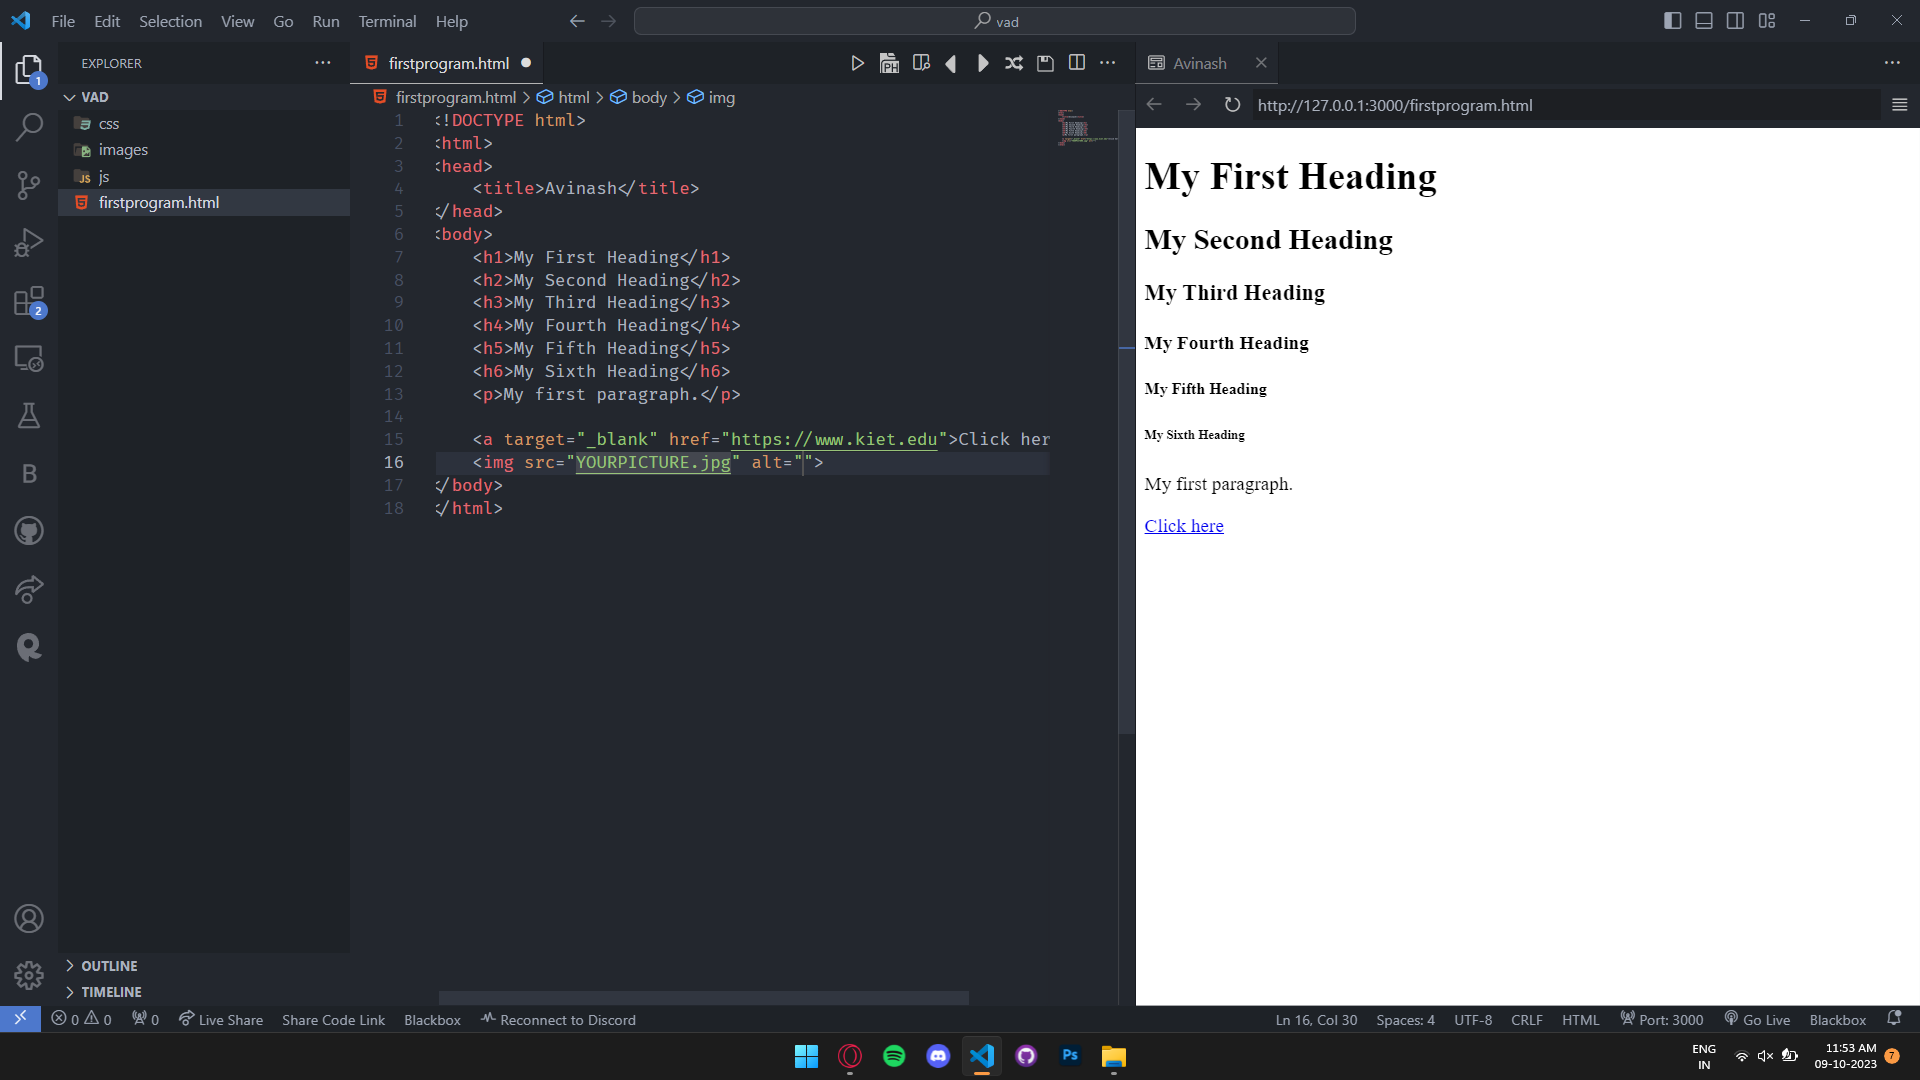 File Edit Selection View Go Run Terminal Help
vad
EXPLORER
VAD
css
images
js
firstprogram.html
OUTLINE
TIMELINE
firstprogram.html
firstprogram.html > html > body > img
1 <!DOCTYPE html>
2 <html>
3 <head>
4 <title>Avinash</title>
5 </head>
6 <body>
7 <h1>My First Heading</h1>
8 <h2>My Second Heading</h2>
9 <h3>My Third Heading</h3>
10 <h4>My Fourth Heading</h4>
11 <h5>My Fifth Heading</h5>
12 <h6>My Sixth Heading</h6>
13 <p>My first paragraph.</p>
14
15 <a target="_blank" href="https://www.kiet.edu">Click her
16 <img src="YOURPICTURE.jpg" alt="">
17 </body>
18 </html>
Avinash
http://127.0.0.1:3000/firstprogram.html
My First Heading
My Second Heading
My Third Heading
My Fourth Heading
My Fifth Heading
My Sixth Heading
My first paragraph.
Click here
1
2
B
JS
PH
0 0 0 Live Share Share Code Link Blackbox Reconnect to Discord
Ln 16, Col 30 Spaces: 4 UTF-8 CRLF HTML Port: 3000 Go Live Blackbox
Ps
ENG
IN
11:53 AM
09-10-2023
7